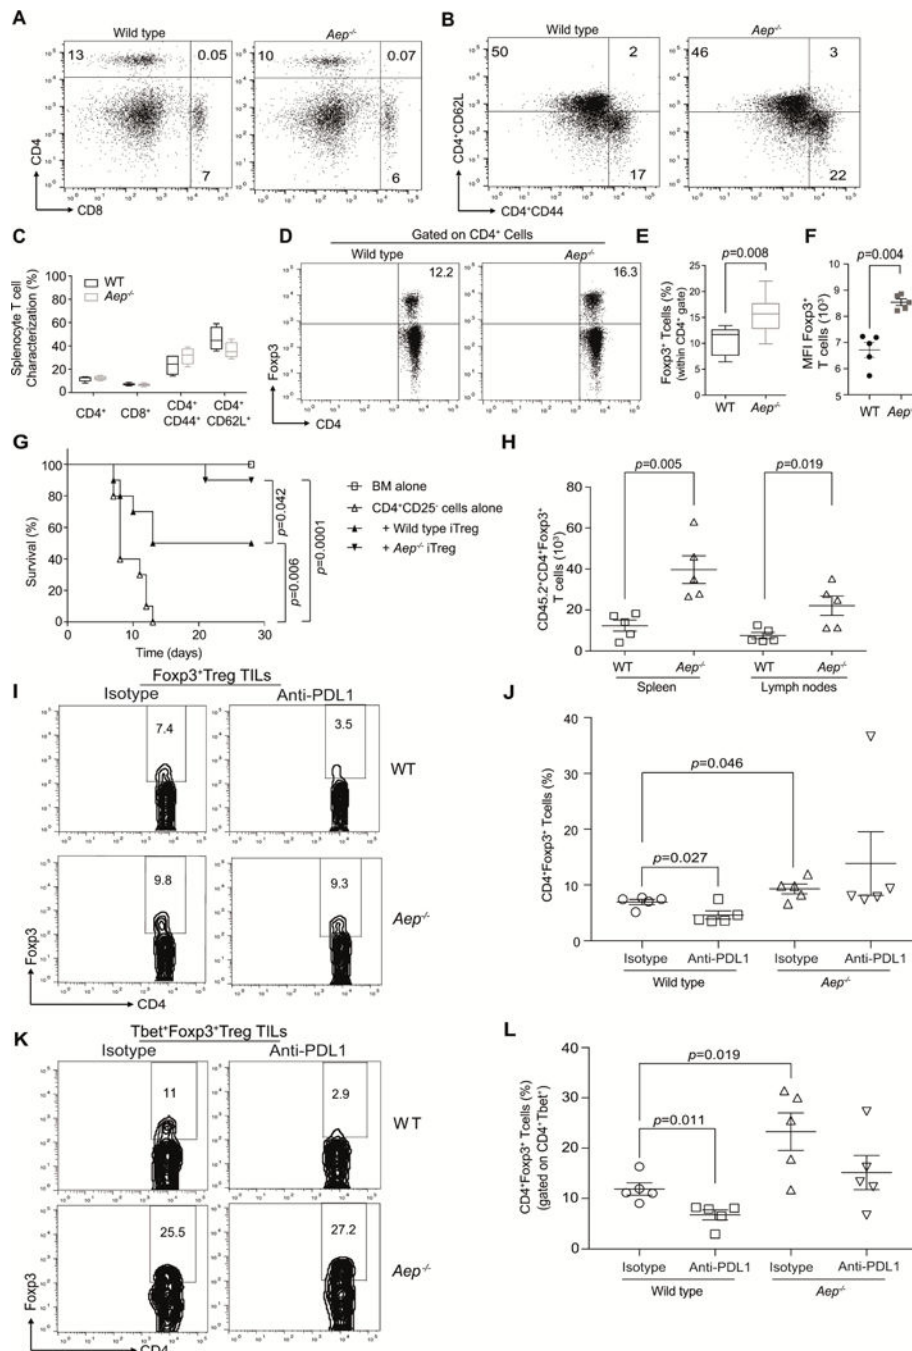 A
Wild type
Aep-/-
13
0.05
10
0.07
7
6
CD4
CD8
B
Wild type
Aep-/-
50
2
46
3
17
22
CD4+CD62L
CD4+CD44
C
Splenocyte T cell
Characterization (%)
100
80
60
40
20
0
WT
Aep-/-
CD4+
CD8+
CD4+
CD44+
CD4+
CD62L+
D
Gated on CD4+ Cells
Wild type
Aep-/-
12.2
16.3
Foxp3
CD4
E
p=0.008
Foxp3+ Tcells (%)
(within CD4+ gate)
25
20
15
10
5
0
WT
Aep-/-
F
p=0.004
MFI Foxp3+
T cells (103)
10
9
8
7
6
5
WT
G
Survival (%)
100
80
60
40
20
0
0
10
20
30
Time (days)
p=0.042
p=0.006
p=0.0001
BM alone
CD4+CD25- cells alone
+ Wild type iTreg
+ Aep-/- iTreg
H
p=0.005
p=0.019
CD45.2+CD4+Foxp3+
T cells (103)
80
60
40
20
0
WT
Aep-/-
WT
Aep-/-
Spleen
Lymph nodes
I
Foxp3+Treg TILs
Isotype
Anti-PDL1
7.4
3.5
WT
9.8
9.3
Aep-/-
Foxp3
CD4
J
CD4+Foxp3+ Tcells (%)
40
30
20
10
0
p=0.046
p=0.027
Isotype
Anti-PDL1
Isotype
Anti-PDL1
Wild type
Aep-/-
K
Tbet+Foxp3+Treg TILs
Isotype
Anti-PDL1
11
2.9
W T
25.5
27.2
Aep-/-
Foxp3
CD4
L
CD4+Foxp3+ Tcells (%)
(gated on CD4+Tbet+)
40
30
20
10
0
p=0.019
p=0.011
Isotype
Anti-PDL1
Isotype
Anti-PDL1
Wild type
Aep-/-